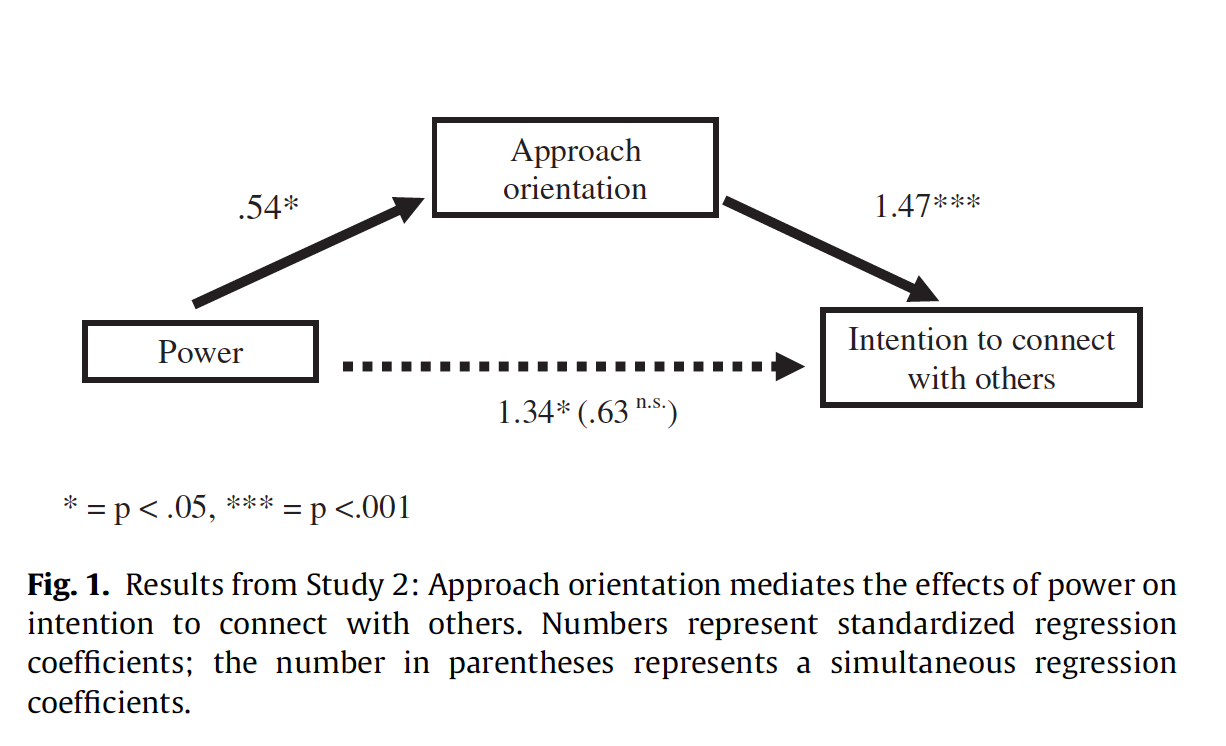 Approach
orientation
.54*
1.47***
Power
Intention to connect
with others
1.34* (.63 n.s.)
* = p < .05, *** = p <.001
Fig. 1. Results from Study 2: Approach orientation mediates the effects of power on
intention to connect with others. Numbers represent standardized regression
coefficients; the number in parentheses represents a simultaneous regression
coefficients.